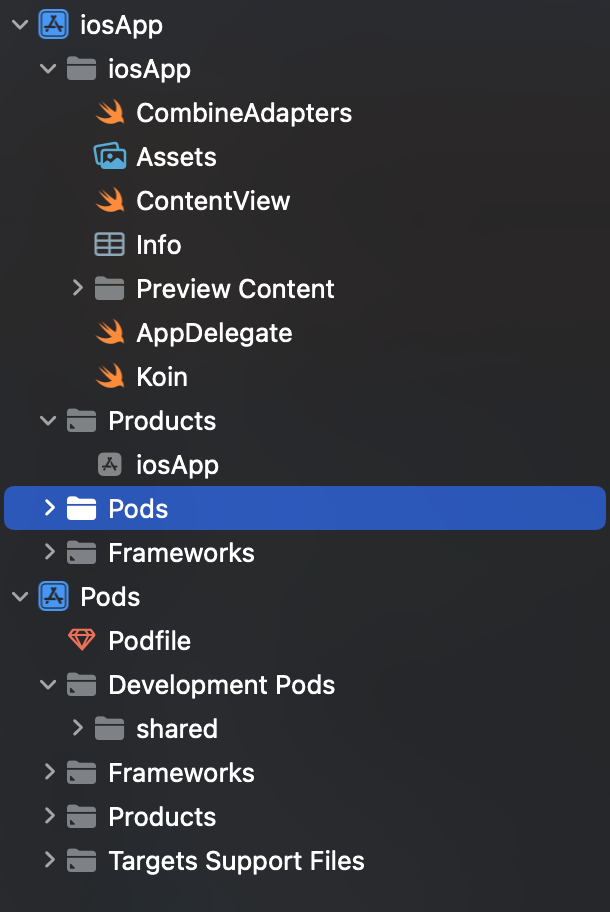 iosApp
iosApp
CombineAdapters
Assets
ContentView
Info
Preview Content
AppDelegate
Koin
Products
iosApp
Pods
Frameworks
Pods
Podfile
Development Pods
shared
Frameworks
Products
Targets Support Files